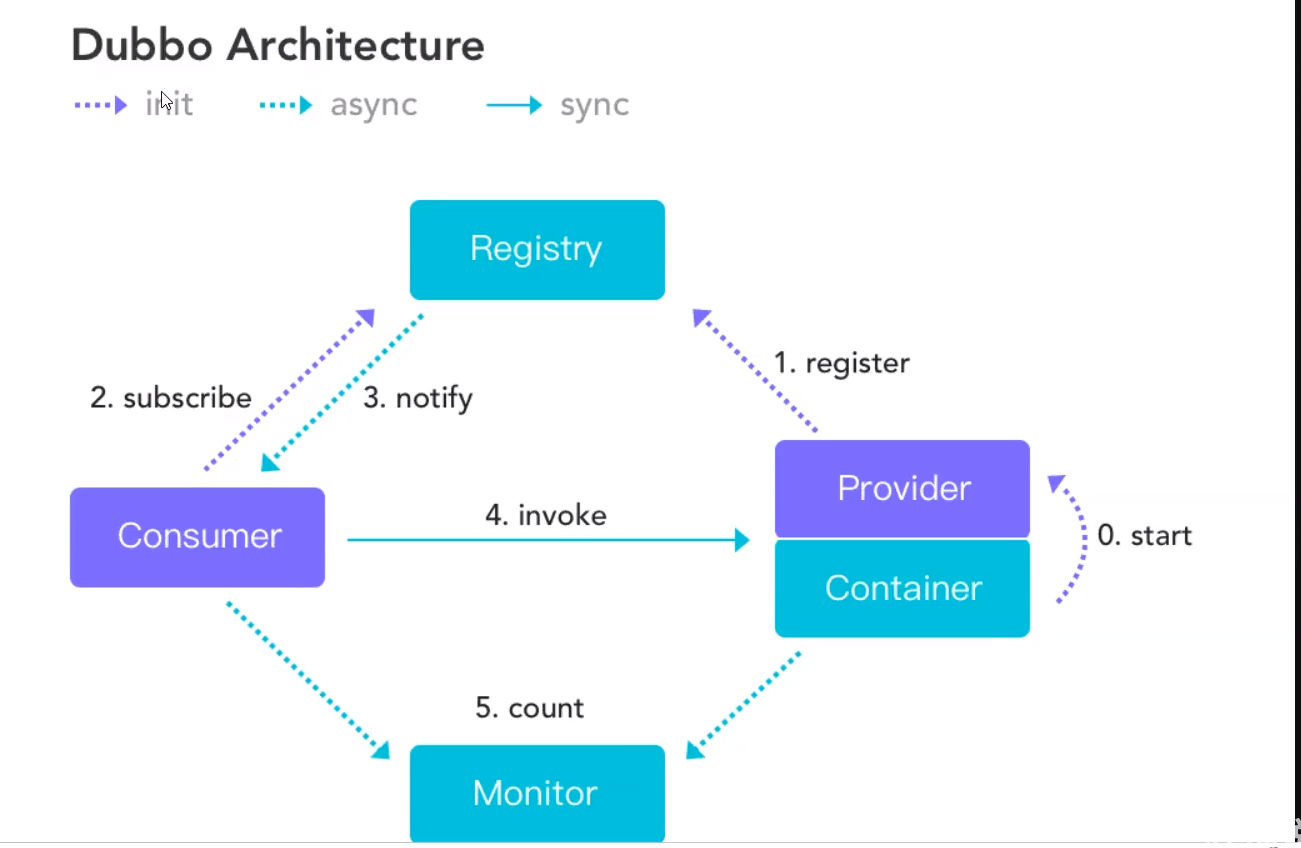 Dubbo Architecture
init async sync
Registry
1. register
2. subscribe 3. notify
Provider
4. invoke
Consumer
0. start
Container
5. count
Monitor